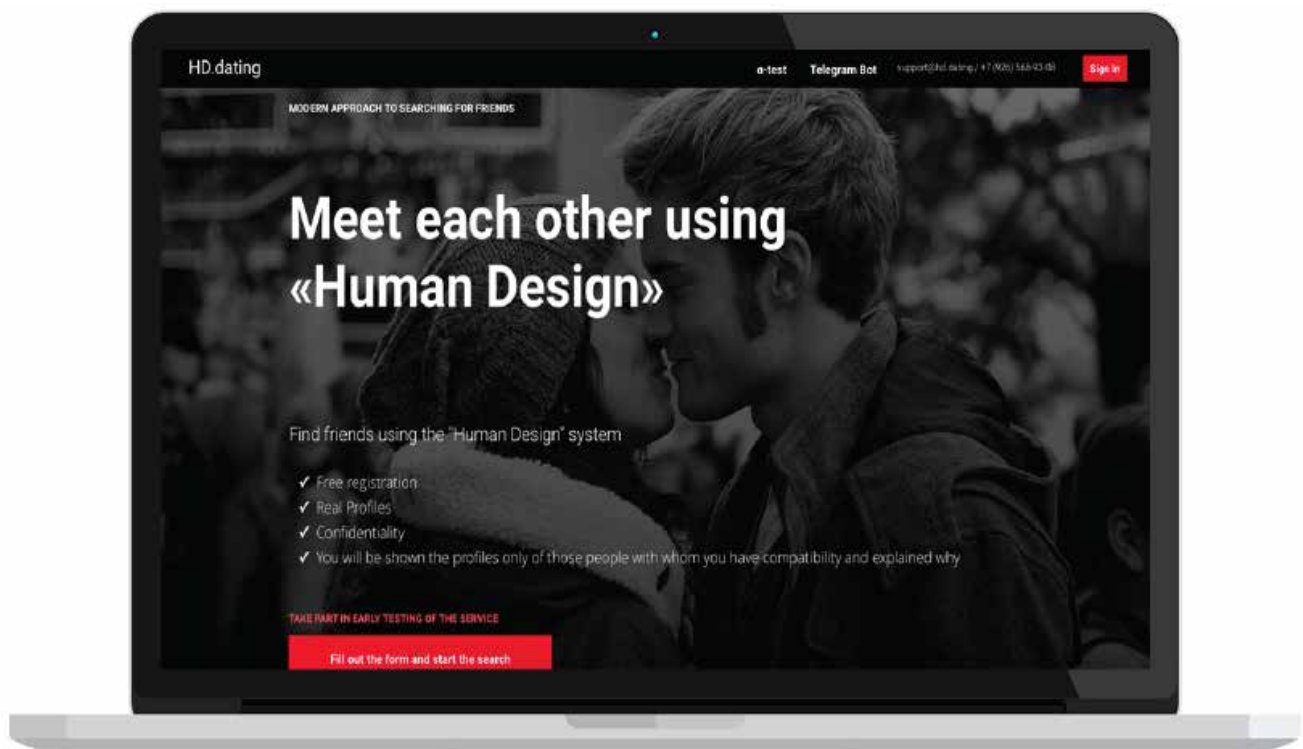 HD.dating
α-test
Telegram Bot
Sign In
MODERN APPROACH TO SEARCHING FOR FRIENDS
Meet each other using
«Human Design»
Find friends using the "Human Design" system
✓ Free registration
✓ Real Profiles
✓ Confidentiality
✓ You will be shown the profiles only of those people with whom you have compatibility and explained why
TAKE PART IN EARLY TESTING OF THE SERVICE
Fill out the form and start the search